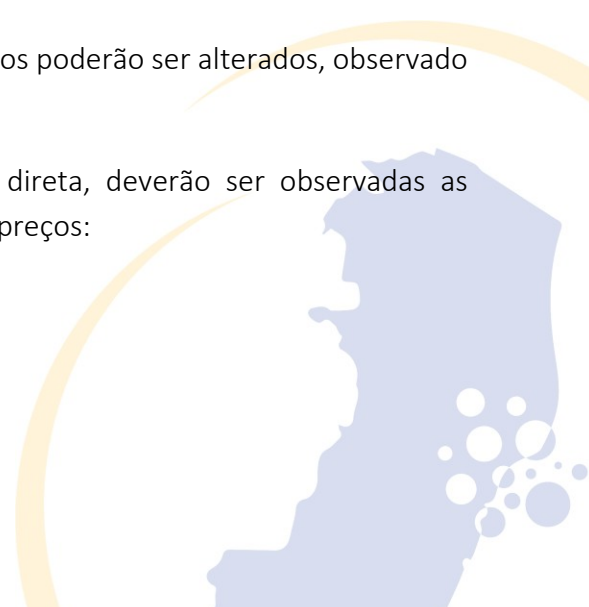 os poderão ser alterados, observado
direta, deverão ser observadas as
preços: